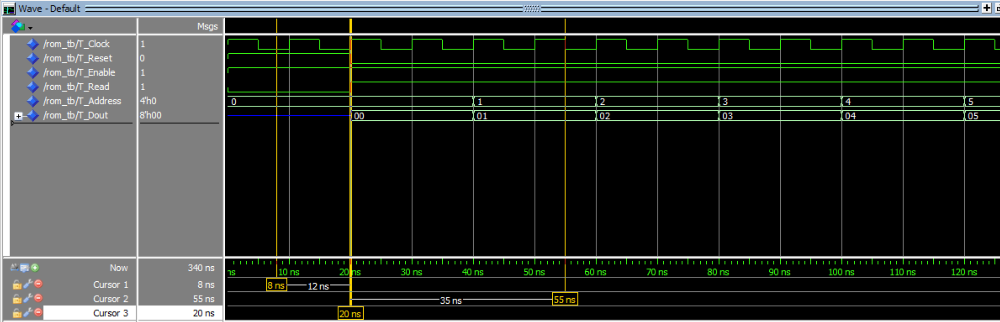 Wave - Default
Msgs
/rom_tb/T_Clock 1
/rom_tb/T_Reset 0
/rom_tb/T_Enable 1
/rom_tb/T_Read 1
/rom_tb/T_Address 4'h0 0 1 2 3 4 5
/rom_tb/T_Dout 8'h00 00 01 02 03 04 05
Now 340 ns ns 10 ns 20 ns 30 ns 40 ns 50 ns 60 ns 70 ns 80 ns 90 ns 100 ns 110 ns 120 ns
Cursor 1 8 ns 8 ns 12 ns
Cursor 2 55 ns 35 ns 55 ns
Cursor 3 20 ns 20 ns